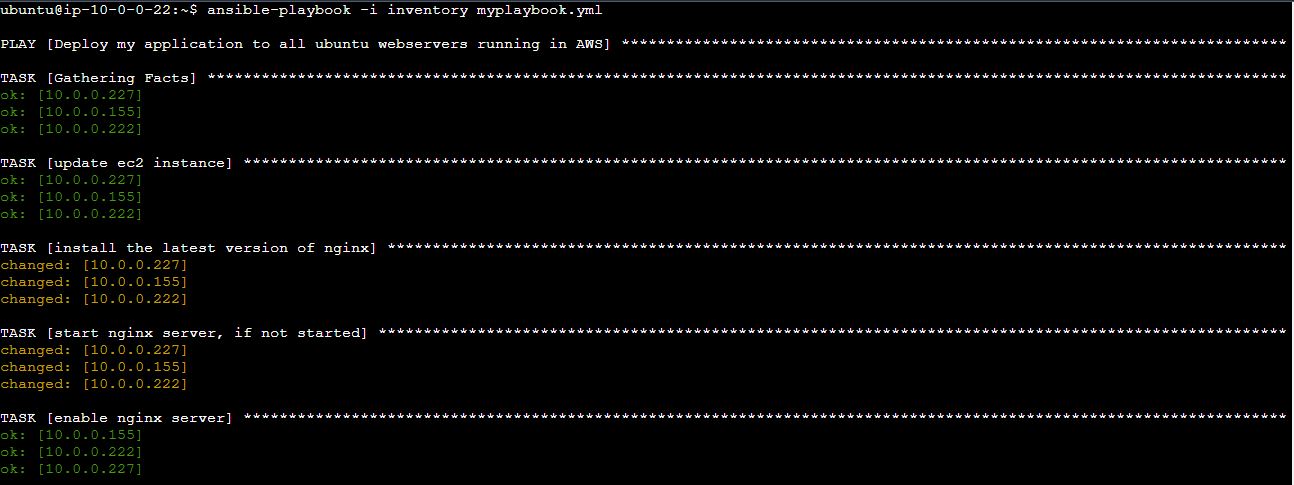 ubuntu@ip-10-0-0-22:~$ ansible-playbook -i inventory myplaybook.yml
PLAY [Deploy my application to all ubuntu webservers running in AWS] **************************************************************************
TASK [Gathering Facts] ************************************************************************************************************************
ok: [10.0.0.227]
ok: [10.0.0.155]
ok: [10.0.0.222]
TASK [update ec2 instance] ********************************************************************************************************************
ok: [10.0.0.227]
ok: [10.0.0.155]
ok: [10.0.0.222]
TASK [install the latest version of nginx] ****************************************************************************************************
changed: [10.0.0.227]
changed: [10.0.0.155]
changed: [10.0.0.222]
TASK [start nginx server, if not started] *****************************************************************************************************
changed: [10.0.0.227]
changed: [10.0.0.155]
changed: [10.0.0.222]
TASK [enable nginx server] ********************************************************************************************************************
ok: [10.0.0.155]
ok: [10.0.0.222]
ok: [10.0.0.227]